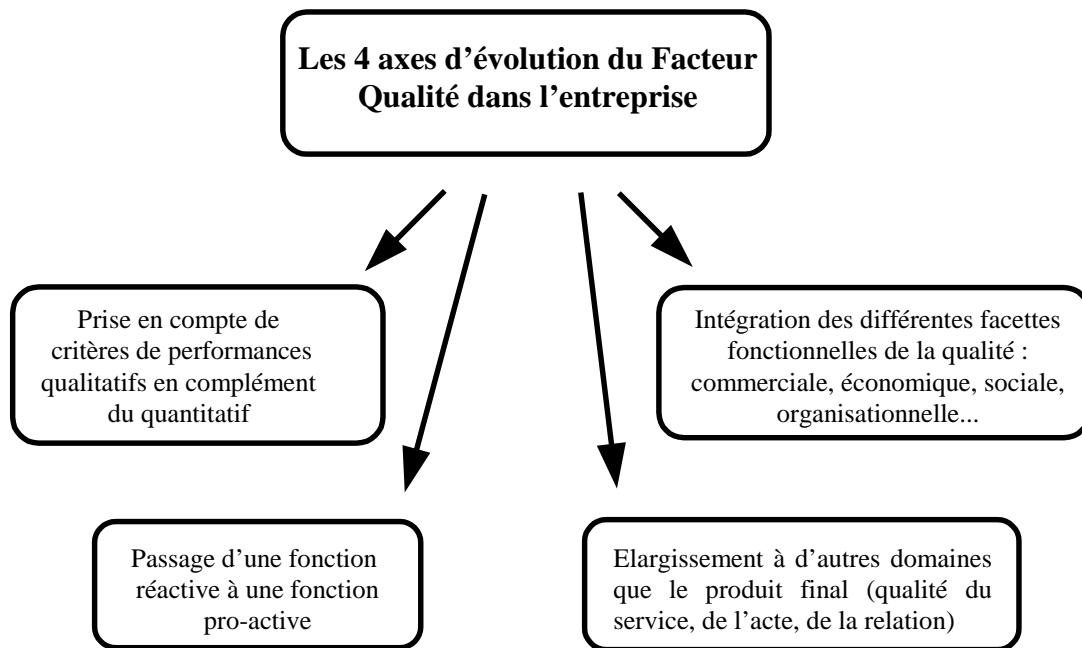 Les 4 axes d’évolution du Facteur
Qualité dans l’entreprise
Prise en compte de
critères de performances
qualitatifs en complément
du quantitatif
Intégration des différentes facettes
fonctionnelles de la qualité :
commerciale, économique, sociale,
organisationnelle...
Passage d’une fonction
réactive à une fonction
pro-active
Elargissement à d’autres domaines
que le produit final (qualité du
service, de l’acte, de la relation)